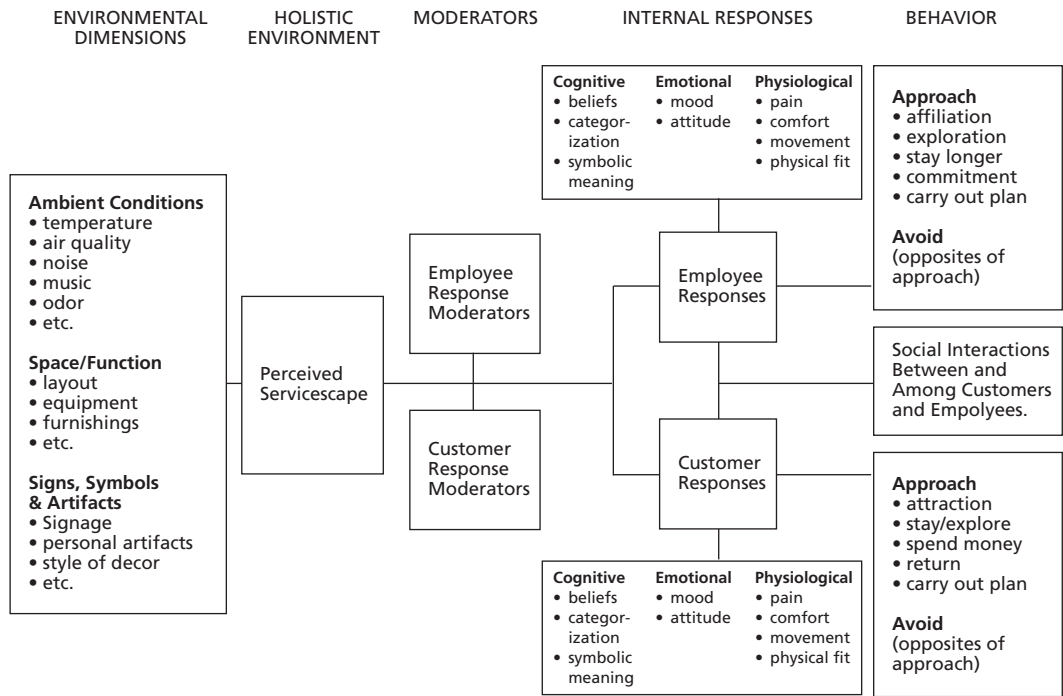 ENVIRONMENTAL
DIMENSIONS
HOLISTIC
ENVIRONMENT
MODERATORS
INTERNAL RESPONSES
BEHAVIOR
Ambient Conditions
• temperature
• air quality
• noise
• music
• odor
• etc.
Space/Function
• layout
• equipment
• furnishings
• etc.
Signs, Symbols
& Artifacts
• Signage
• personal artifacts
• style of decor
• etc.
Perceived
Servicescape
Employee
Response
Moderators
Customer
Response
Moderators
Cognitive
• beliefs
• categor-
ization
• symbolic
meaning
Emotional
• mood
• attitude
Physiological
• pain
• comfort
• movement
• physical fit
Employee
Responses
Customer
Responses
Cognitive
• beliefs
• categor-
ization
• symbolic
meaning
Emotional
• mood
• attitude
Physiological
• pain
• comfort
• movement
• physical fit
Approach
• affiliation
• exploration
• stay longer
• commitment
• carry out plan
Avoid
(opposites of
approach)
Social Interactions
Between and
Among Customers
and Empolyees.
Approach
• attraction
• stay/explore
• spend money
• return
• carry out plan
Avoid
(opposites of
approach)